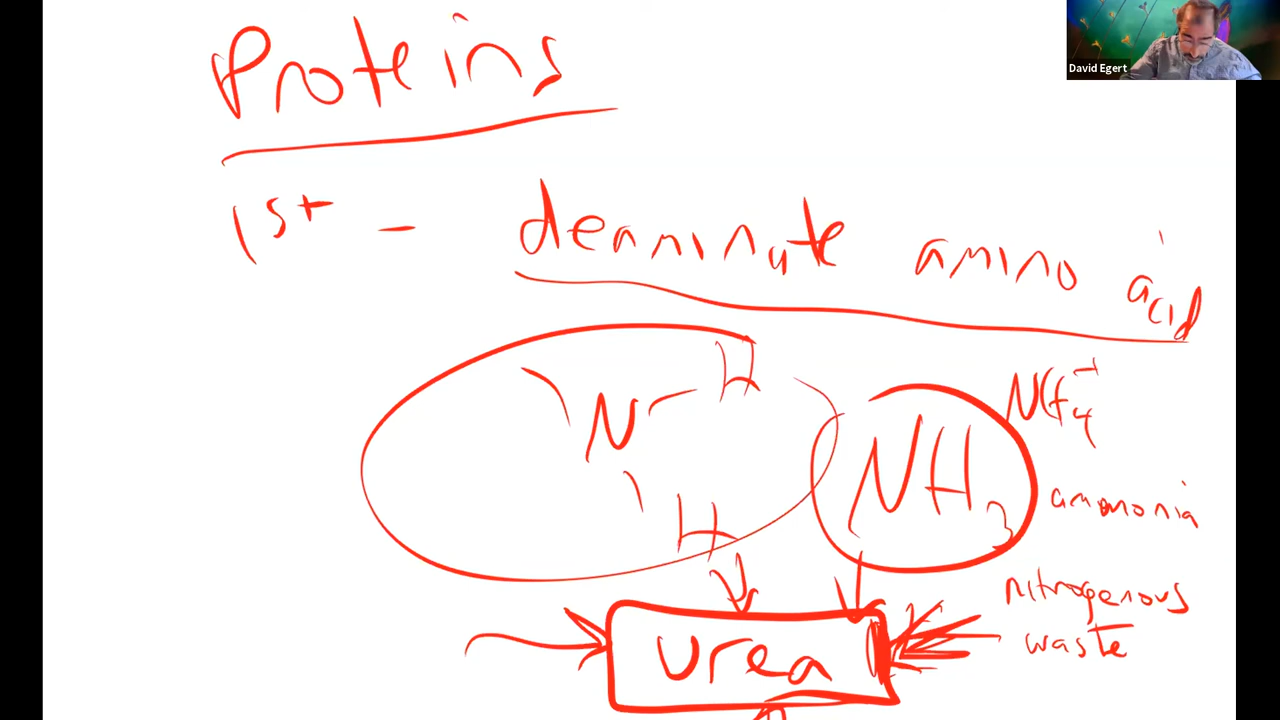 Proteins
David Egert
1st - deaminate amino acid
N-H
H
NH3
NH4+
ammonia
nitrogenous
waste
urea